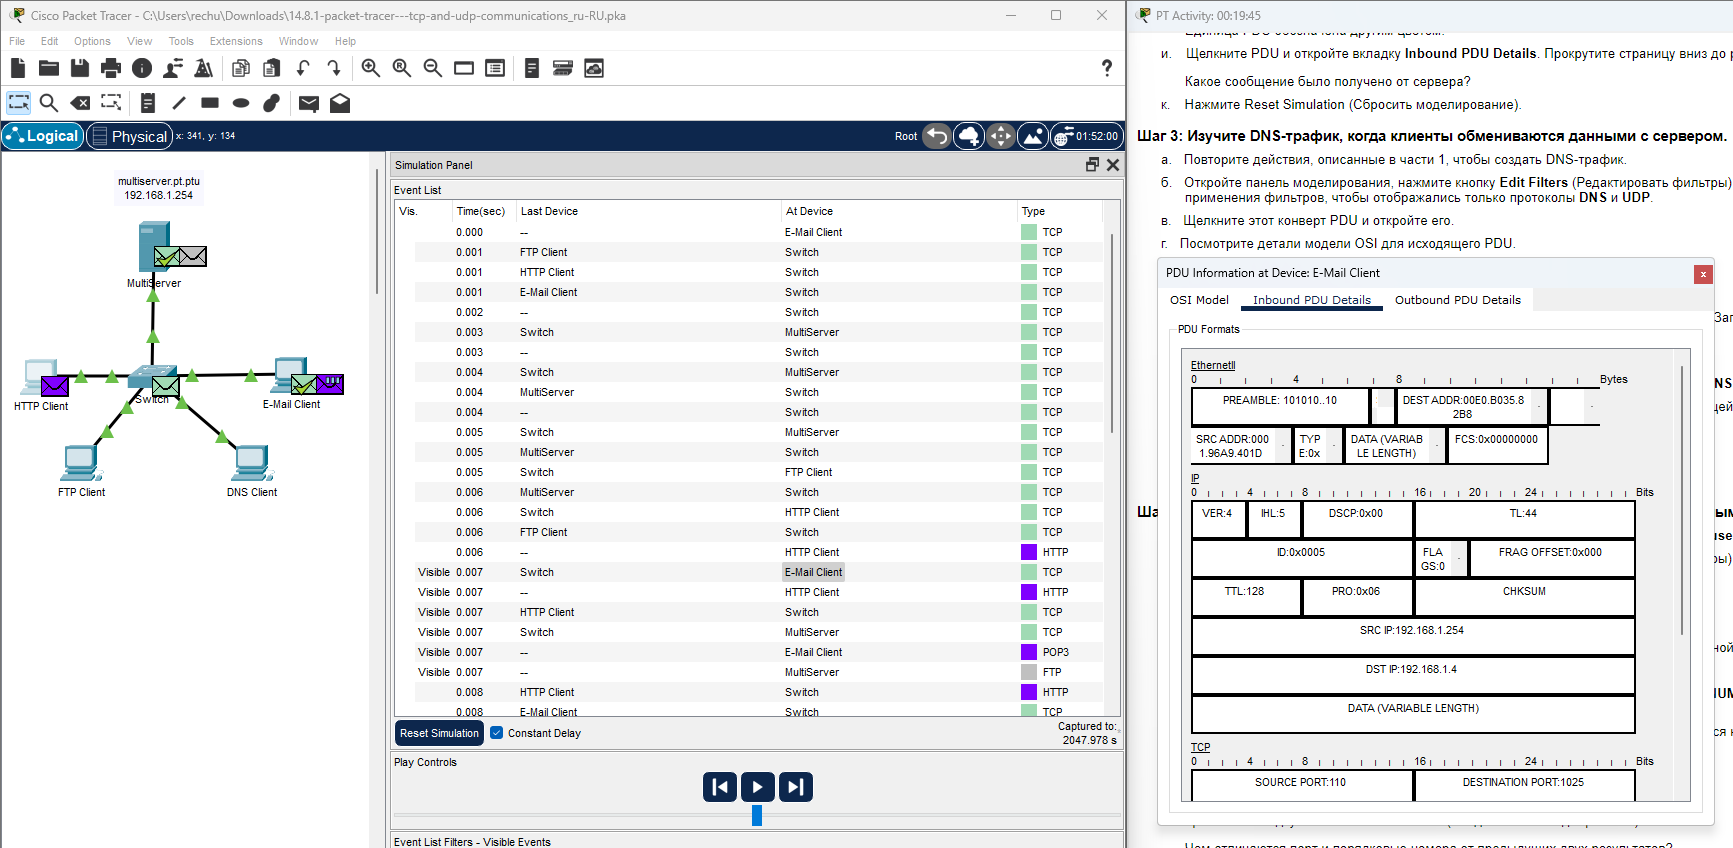 Cisco Packet Tracer - C:\Users\rechu\Downloads\14.8.1-packet-tracer---tcp-and-udp-communications_ru-RU.pka
File Edit Options View Tools Extensions Window Help
Logical Physical x: 341, y: 134
Root 01:52:00
multiserver.pt.ptu
192.168.1.254
MultiServer
HTTP Client
Switch
E-Mail Client
FTP Client
DNS Client
Simulation Panel
Event List
Vis. Time(sec) Last Device At Device Type
0.000 -- E-Mail Client TCP
0.001 FTP Client Switch TCP
0.001 HTTP Client Switch TCP
0.001 E-Mail Client Switch TCP
0.002 -- Switch TCP
0.003 Switch MultiServer TCP
0.003 -- Switch TCP
0.004 Switch MultiServer TCP
0.004 MultiServer Switch TCP
0.004 -- Switch TCP
0.005 Switch MultiServer TCP
0.005 MultiServer Switch TCP
0.005 Switch FTP Client TCP
0.006 MultiServer Switch TCP
0.006 Switch HTTP Client TCP
0.006 FTP Client Switch TCP
0.006 -- HTTP Client HTTP
Visible 0.007 Switch E-Mail Client TCP
Visible 0.007 -- HTTP Client HTTP
Visible 0.007 HTTP Client Switch TCP
Visible 0.007 Switch MultiServer TCP
Visible 0.007 -- E-Mail Client POP3
Visible 0.007 -- MultiServer FTP
0.008 HTTP Client Switch HTTP
0.008 E-Mail Client Switch TCP
Reset Simulation Constant Delay
Captured to:
2047.978 s
Play Controls
Event List Filters - Visible Events
PT Activity: 00:19:45
Единица PDU обозначена другим цветом.
и. Щелкните PDU и откройте вкладку Inbound PDU Details. Прокрутите страницу вниз до
Какое сообщение было получено от сервера?
к. Нажмите Reset Simulation (Сбросить моделирование).
Шаг 3: Изучите DNS-трафик, когда клиенты обмениваются данными с сервером.
а. Повторите действия, описанные в части 1, чтобы создать DNS-трафик.
б. Откройте панель моделирования, нажмите кнопку Edit Filters (Редактировать фильтры)
применения фильтров, чтобы отображались только протоколы DNS и UDP.
в. Щелкните этот конверт PDU и откройте его.
г. Посмотрите детали модели OSI для исходящего PDU.
PDU Information at Device: E-Mail Client
OSI Model Inbound PDU Details Outbound PDU Details
PDU Formats
EthernetII
0 4 8 Bytes
PREAMBLE: 101010..10
DEST ADDR:00E0.B035.8
2B8
SRC ADDR:000
1.96A9.401D
TYP
E:0x
DATA (VARIAB
LE LENGTH)
FCS:0x00000000
IP
0 4 8 16 20 24 Bits
VER:4 IHL:5 DSCP:0x00 TL:44
ID:0x0005
FLA
GS:0
FRAG OFFSET:0x000
TTL:128 PRO:0x06 CHKSUM
SRC IP:192.168.1.254
DST IP:192.168.1.4
DATA (VARIABLE LENGTH)
TCP
0 4 8 16 24 Bits
SOURCE PORT:110 DESTINATION PORT:1025